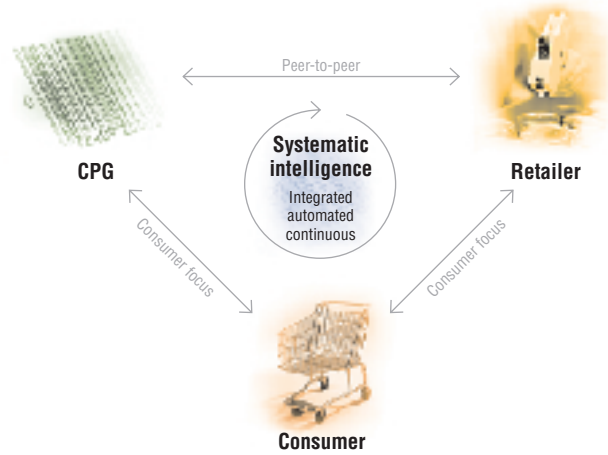 Peer-to-peer
CPG
Systematic
intelligence
Integrated
automated
continuous
Retailer
Consumer focus
Consumer focus
Consumer